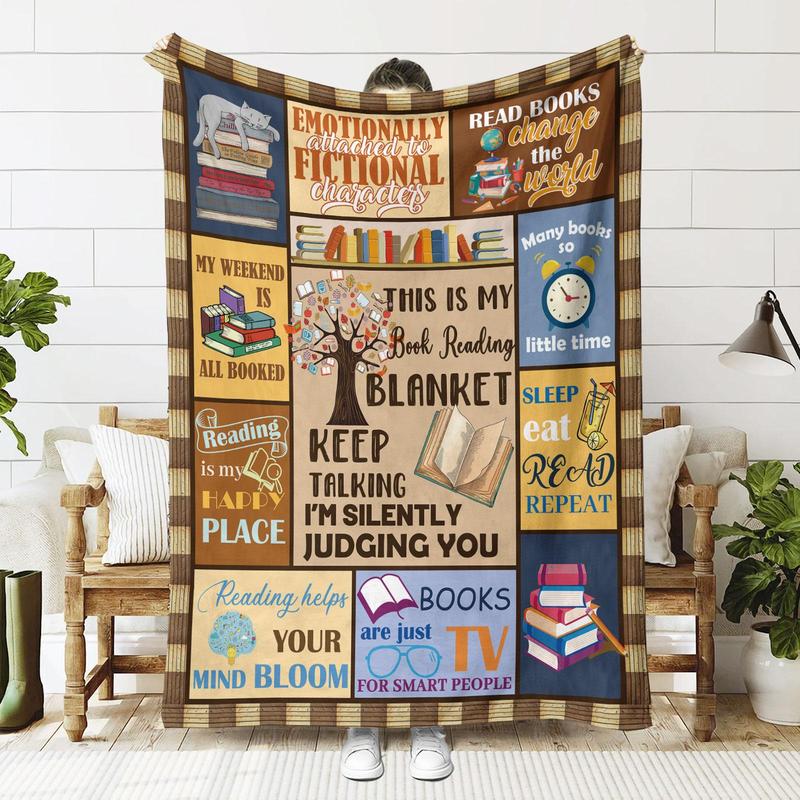 EMOTIONALLY
attached to
FICTIONAL
characters
READ BOOKS
change
the
world
MY WEEKEND
IS
ALL BOOKED
THIS IS MY
Book Reading
BLANKET
KEEP
TALKING
I'M SILENTLY
JUDGING YOU
Many books
so
little time
Reading
is my
HAPPY
PLACE
SLEEP
eat
READ
REPEAT
Reading helps
YOUR
MIND BLOOM
BOOKS
are just
TV
FOR SMART PEOPLE